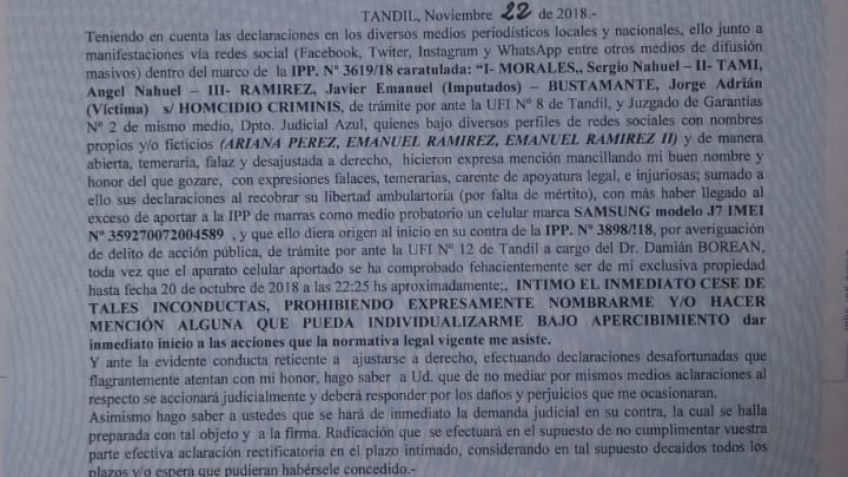 TANDIL, Noviembre 22 de 2018.-
Teniendo en cuenta las declaraciones en los diversos medios periodísticos locales y nacionales, ello junto a
manifestaciones vía redes social (Facebook, Twiter, Instagram y WhatsApp entre otros medios de difusión
masivos) dentro del marco de la IPP. Nº 3619/18 caratulada: "I- MORALES,, Sergio Nahuel – II- TAMI,
Angel Nahuel – III- RAMIREZ, Javier Emanuel (Imputados) – BUSTAMANTE, Jorge Adrián
(Víctima) s/ HOMCIDIO CRIMINIS, de trámite por ante la UFI Nº 8 de Tandil, y Juzgado de Garantías
Nº 2 de mismo medio, Dpto. Judicial Azul, quienes bajo diversos perfiles de redes sociales con nombres
propios y/o ficticios (ARIANA PEREZ, EMANUEL RAMIREZ, EMANUEL RAMIREZ II) y de manera
abierta, temeraria, falaz y desajustada a derecho, hicieron expresa mención mancillando mi buen nombre y
honor del que gozare, con expresiones falaces, temerarias, carente de apoyatura legal, e injuriosas; sumado a
ello sus declaraciones al recobrar su libertad ambulatoria (por falta de mértito), con más haber llegado al
exceso de aportar a la IPP de marras como medio probatorio un celular marca SAMSUNG modelo J7 IMEI
Nº 359270072004589 , y que ello diera origen al inicio en su contra de la IPP. Nº 3898/!18, por averiguación
de delito de acción pública, de trámite por ante la UFI Nº 12 de Tandil a cargo del Dr. Damián BOREAN,
toda vez que el aparato celular aportado se ha comprobado fehacientemente ser de mi exclusiva propiedad
hasta fecha 20 de octubre de 2018 a las 22:25 hs aproximadamente;, INTIMO EL INMEDIATO CESE DE
TALES INCONDUCTAS, PROHIBIENDO EXPRESAMENTE NOMBRARME Y/O HACER
MENCIÓN ALGUNA QUE PUEDA INDIVIDUALIZARME BAJO APERCIBIMIENTO dar
inmediato inicio a las acciones que la normativa legal vigente me asiste.
Y ante la evidente conducta reticente a ajustarse a derecho, efectuando declaraciones desafortunadas que
flagrantemente atentan con mi honor, hago saber a Ud. que de no mediar por mismos medios aclaraciones al
respecto se accionará judicialmente y deberá responder por los daños y perjuicios que me ocasionaran.
Asimismo hago saber a ustedes que se hará de inmediato la demanda judicial en su contra, la cual se halla
preparada con tal objeto y a la firma. Radicación que se efectuará en el supuesto de no cumplimentar vuestra
parte efectiva aclaración rectificatoria en el plazo intimado, considerando en tal supuesto decaídos todos los
plazos y/o espera que pudieran habérsele concedido.-